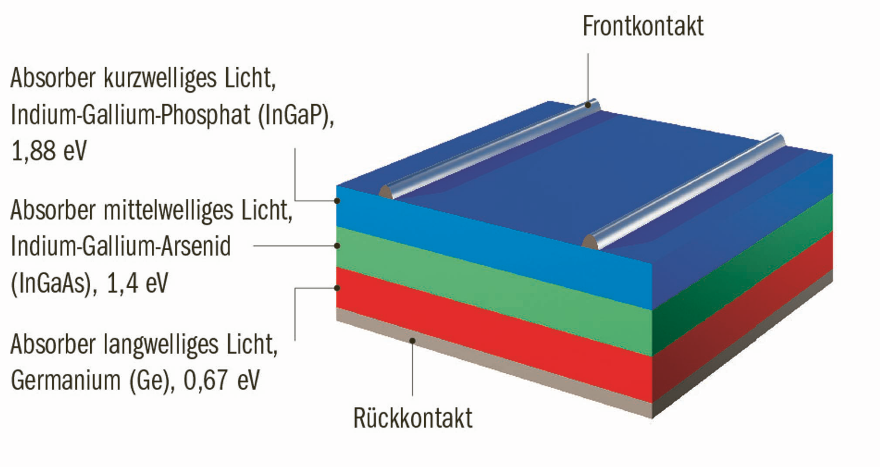 Frontkontakt
Absorber kurzwelliges Licht,
Indium-Gallium-Phosphat (InGaP),
1,88 eV
Absorber mittelwelliges Licht,
Indium-Gallium-Arsenid
(InGaAs), 1,4 eV
Absorber langwelliges Licht,
Germanium (Ge), 0,67 eV
Rückkontakt